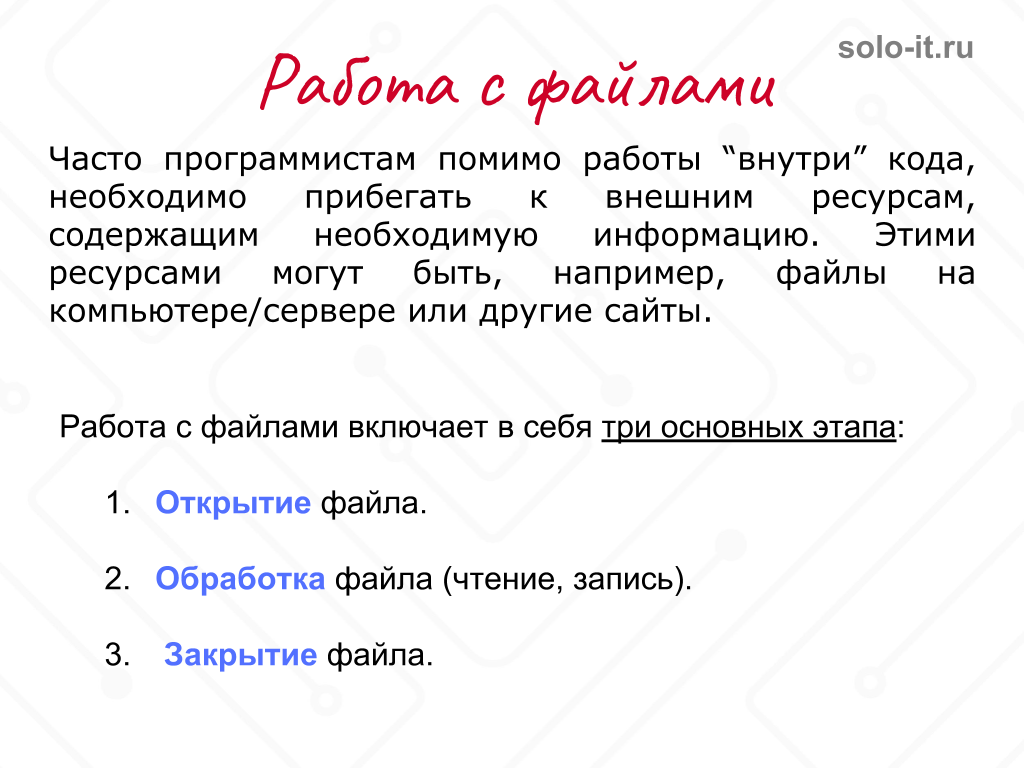 solo-it.ru
Работа с файлами
Часто программистам помимо работы “внутри” кода,
необходимо прибегать к внешним ресурсам,
содержащим необходимую информацию. Этими
ресурсами могут быть, например, файлы на
компьютере/сервере или другие сайты.
Работа с файлами включает в себя три основных этапа:
1. Открытие файла.
2. Обработка файла (чтение, запись).
3. Закрытие файла.